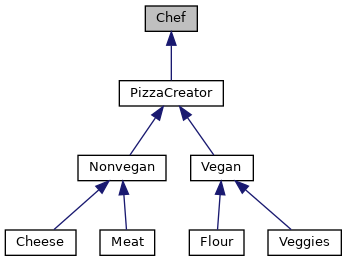 Chef
PizzaCreator
Nonvegan
Vegan
Cheese
Meat
Flour
Veggies